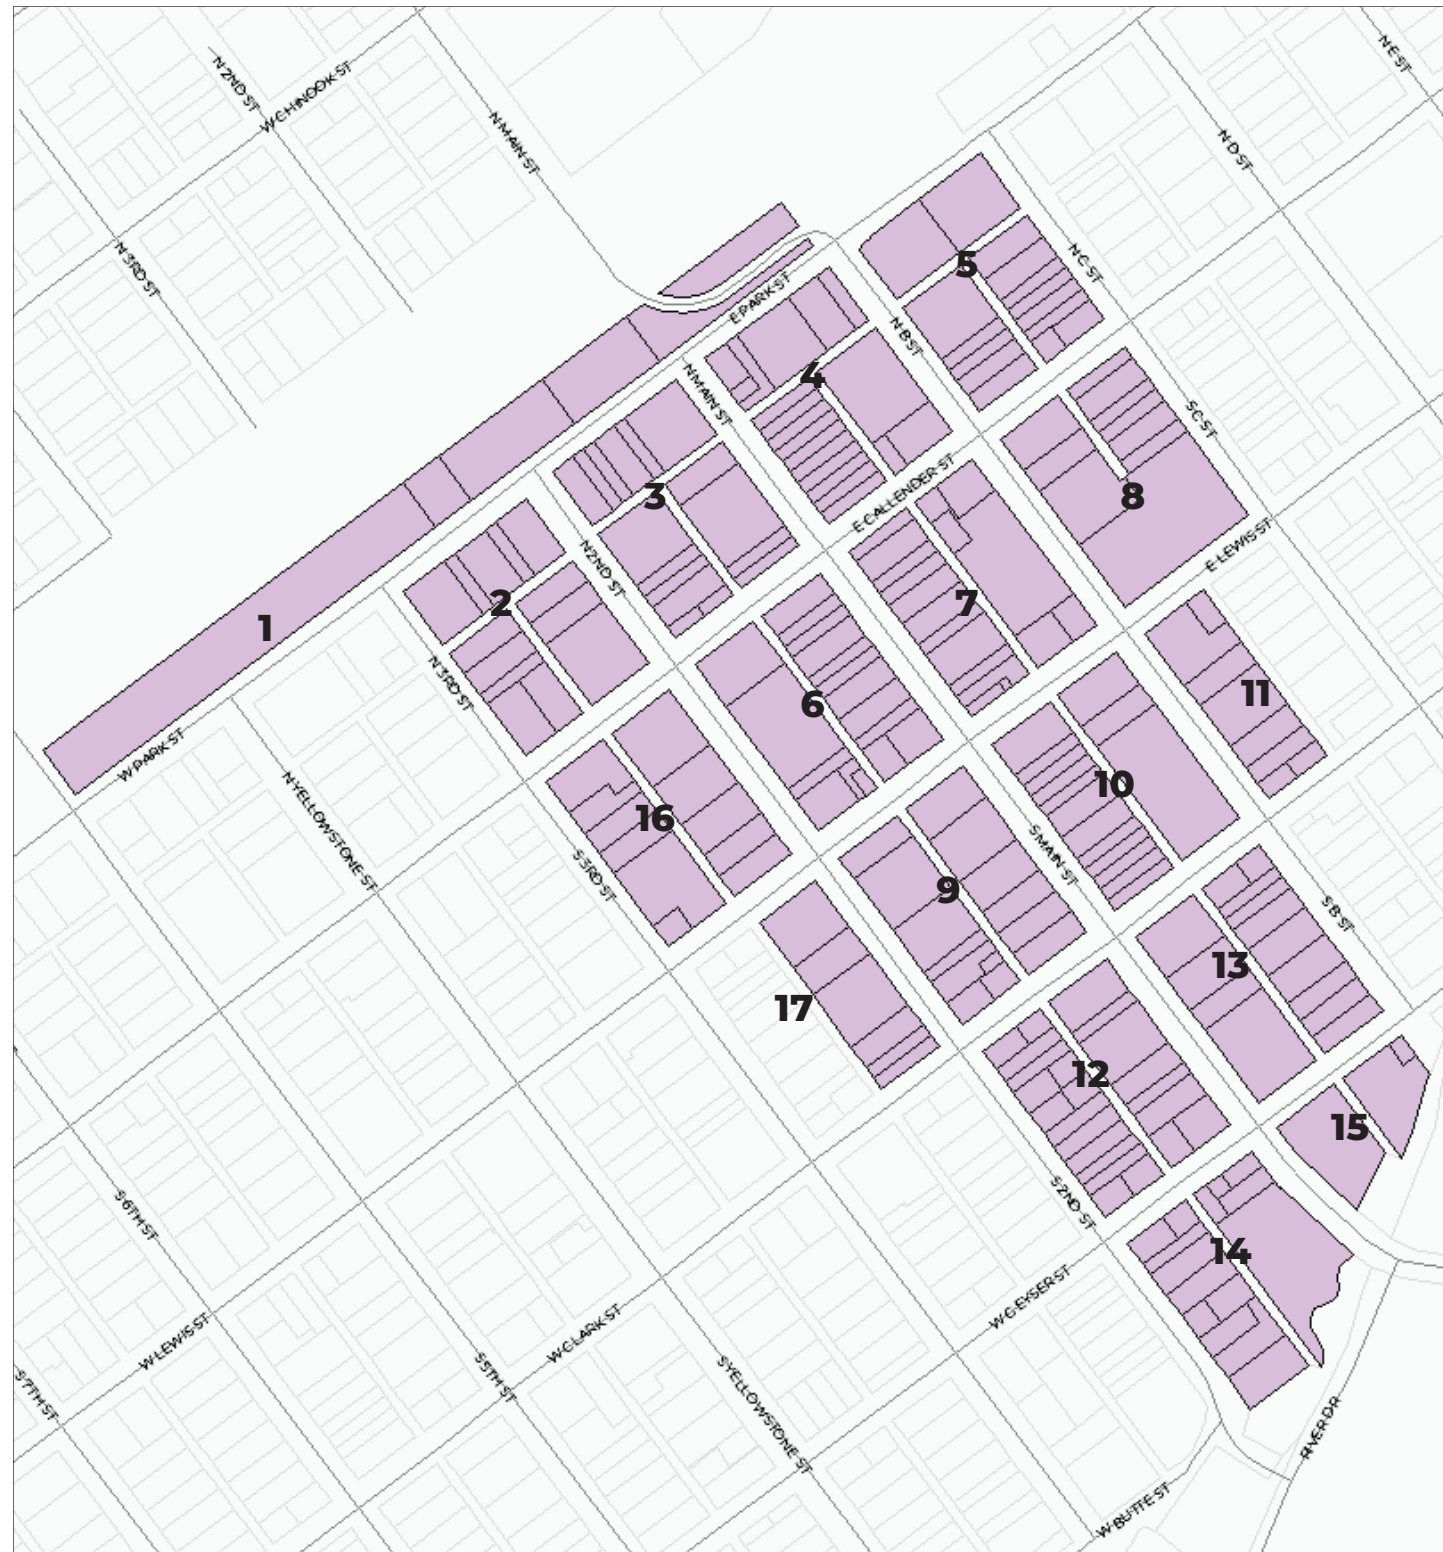 N E ST
N 2ND ST
W CHINOOK ST
N MAIN ST
N D ST
N 3RD ST
N C ST
5
E PARK ST
N B ST
4
N MAIN ST
S C ST
3
8
E CALLENDER ST
E LEWIS ST
N 2ND ST
2
7
1
N 3RD ST
11
6
W PARK ST
10
N YELLOWSTONE ST
16
S MAIN ST
S 3RD ST
9
S B ST
13
17
12
15
S 6TH ST
S 2ND ST
14
W GEYSER ST
W LEWIS ST
W CLARK ST
S 7TH ST
S 5TH ST
S YELLOWSTONE ST
RIVER DR
W BUTTE ST